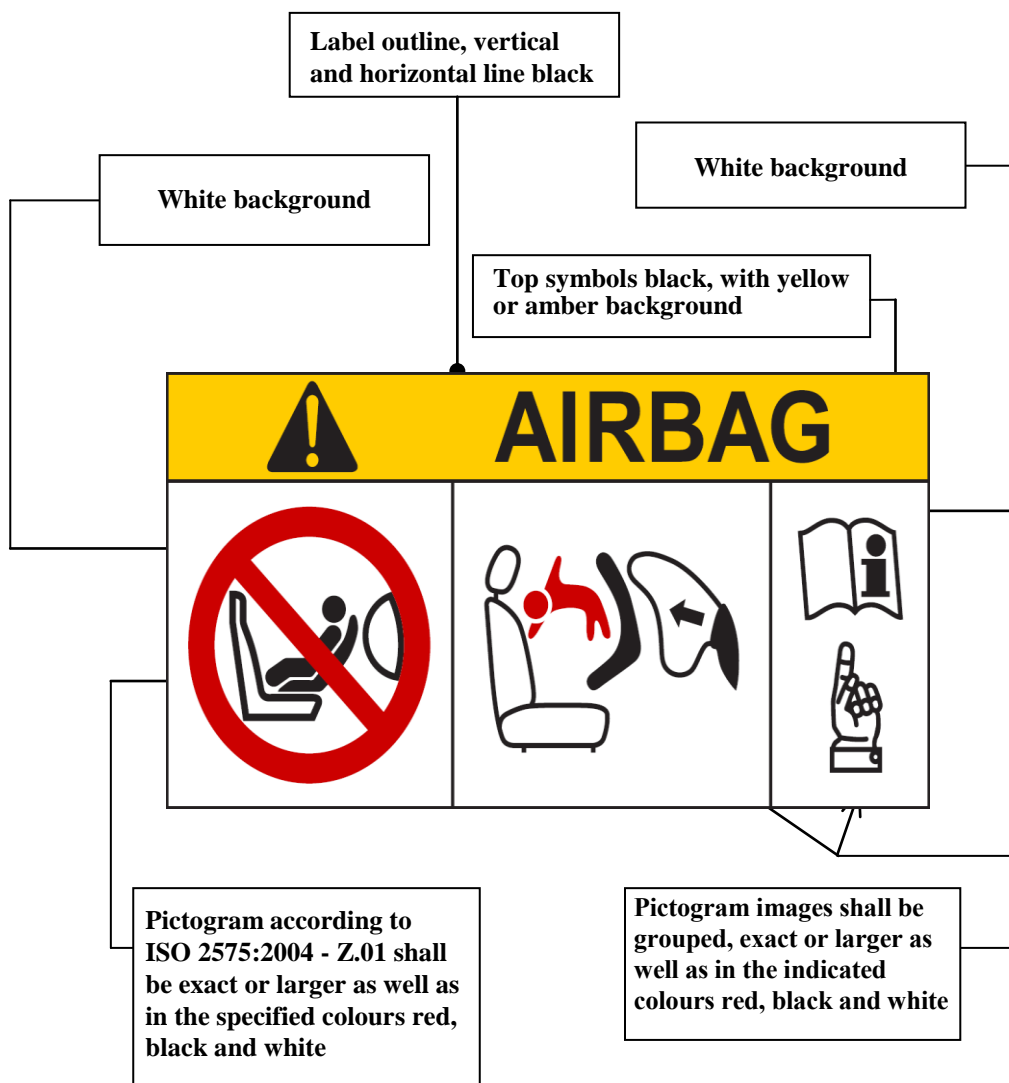 Label outline, vertical
and horizontal line black
White background
White background
Top symbols black, with yellow
or amber background
AIRBAG
Pictogram according to
ISO 2575:2004 - Z.01 shall
be exact or larger as well as
in the specified colours red,
black and white
Pictogram images shall be
grouped, exact or larger as
well as in the indicated
colours red, black and white